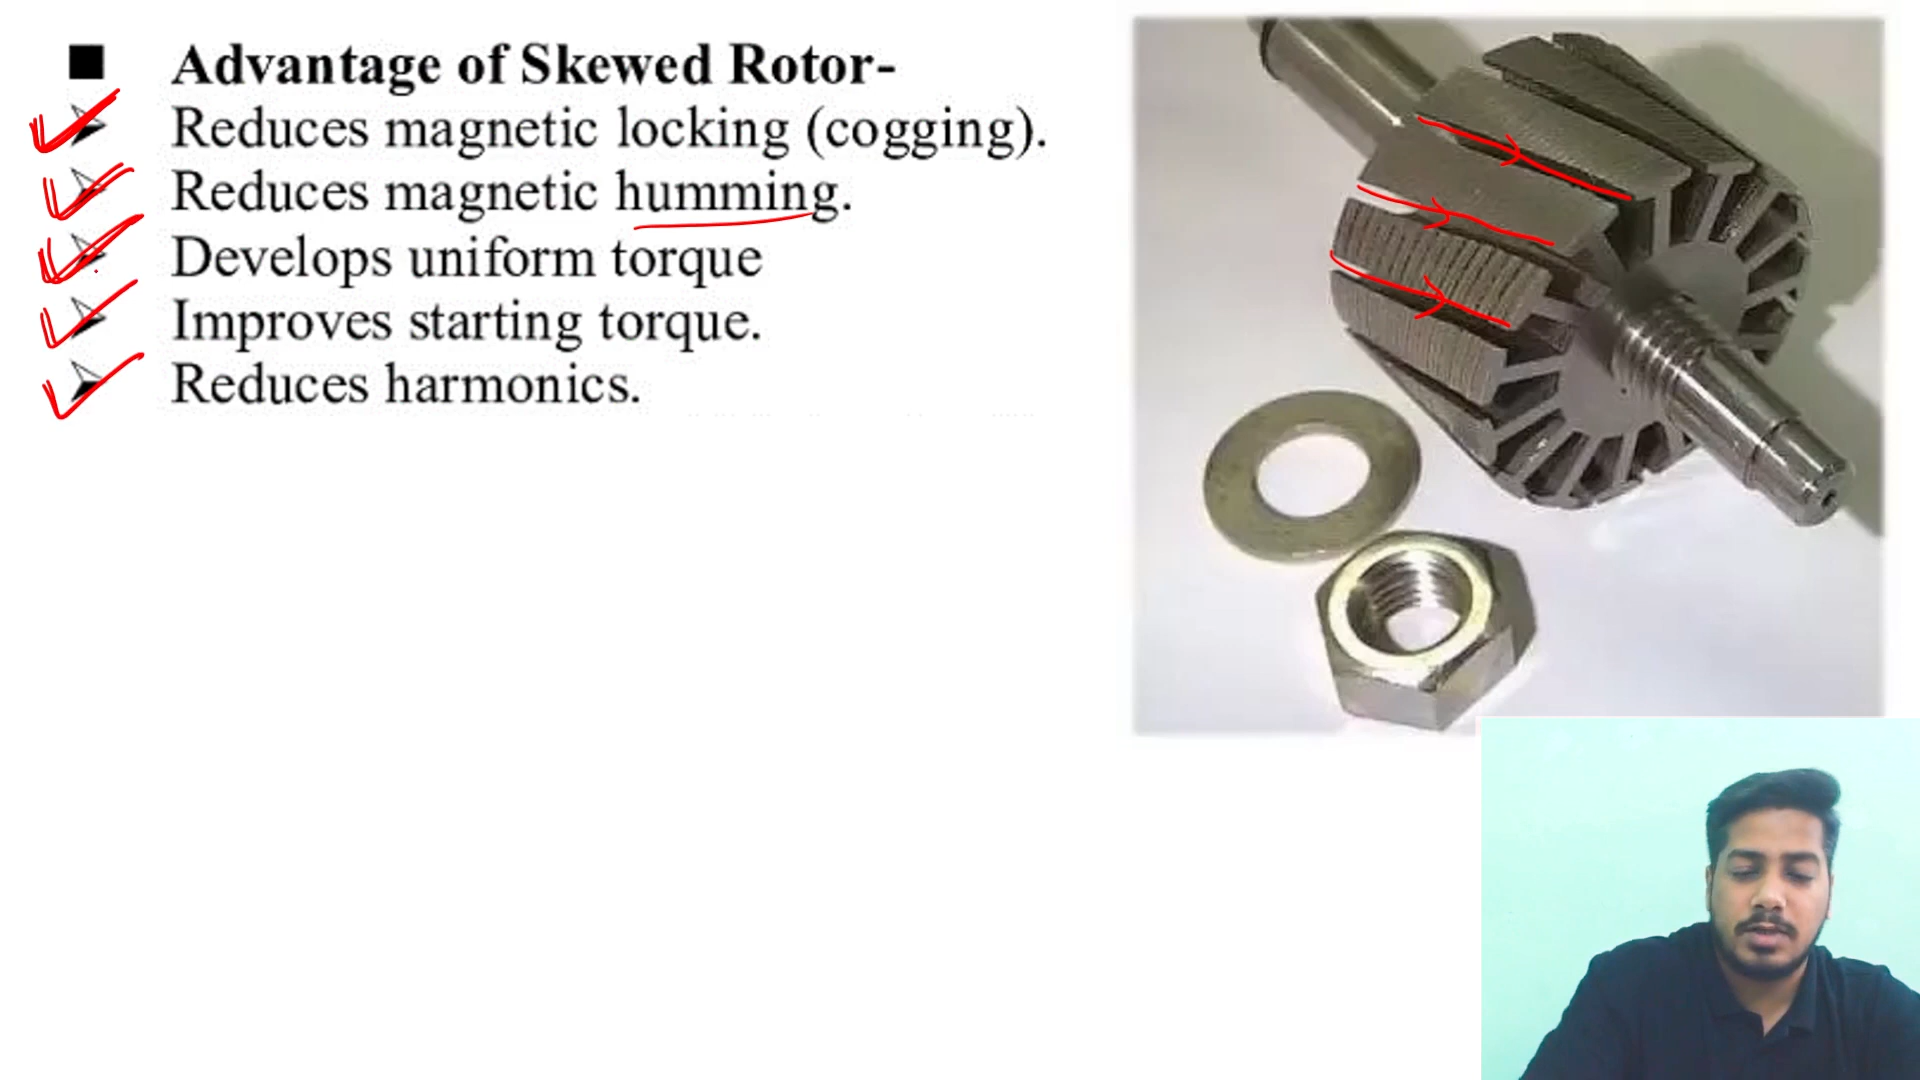 Advantage of Skewed Rotor-
Reduces magnetic locking (cogging).
Reduces magnetic humming.
Develops uniform torque
Improves starting torque.
Reduces harmonics.